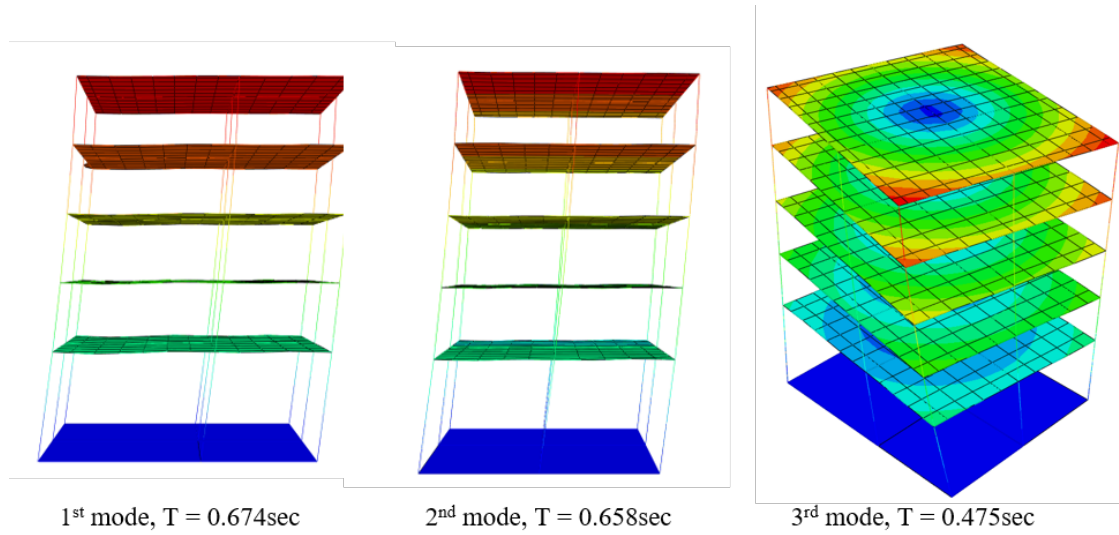 1st mode, T = 0.674sec
2nd mode, T = 0.658sec
3rd mode, T = 0.475sec